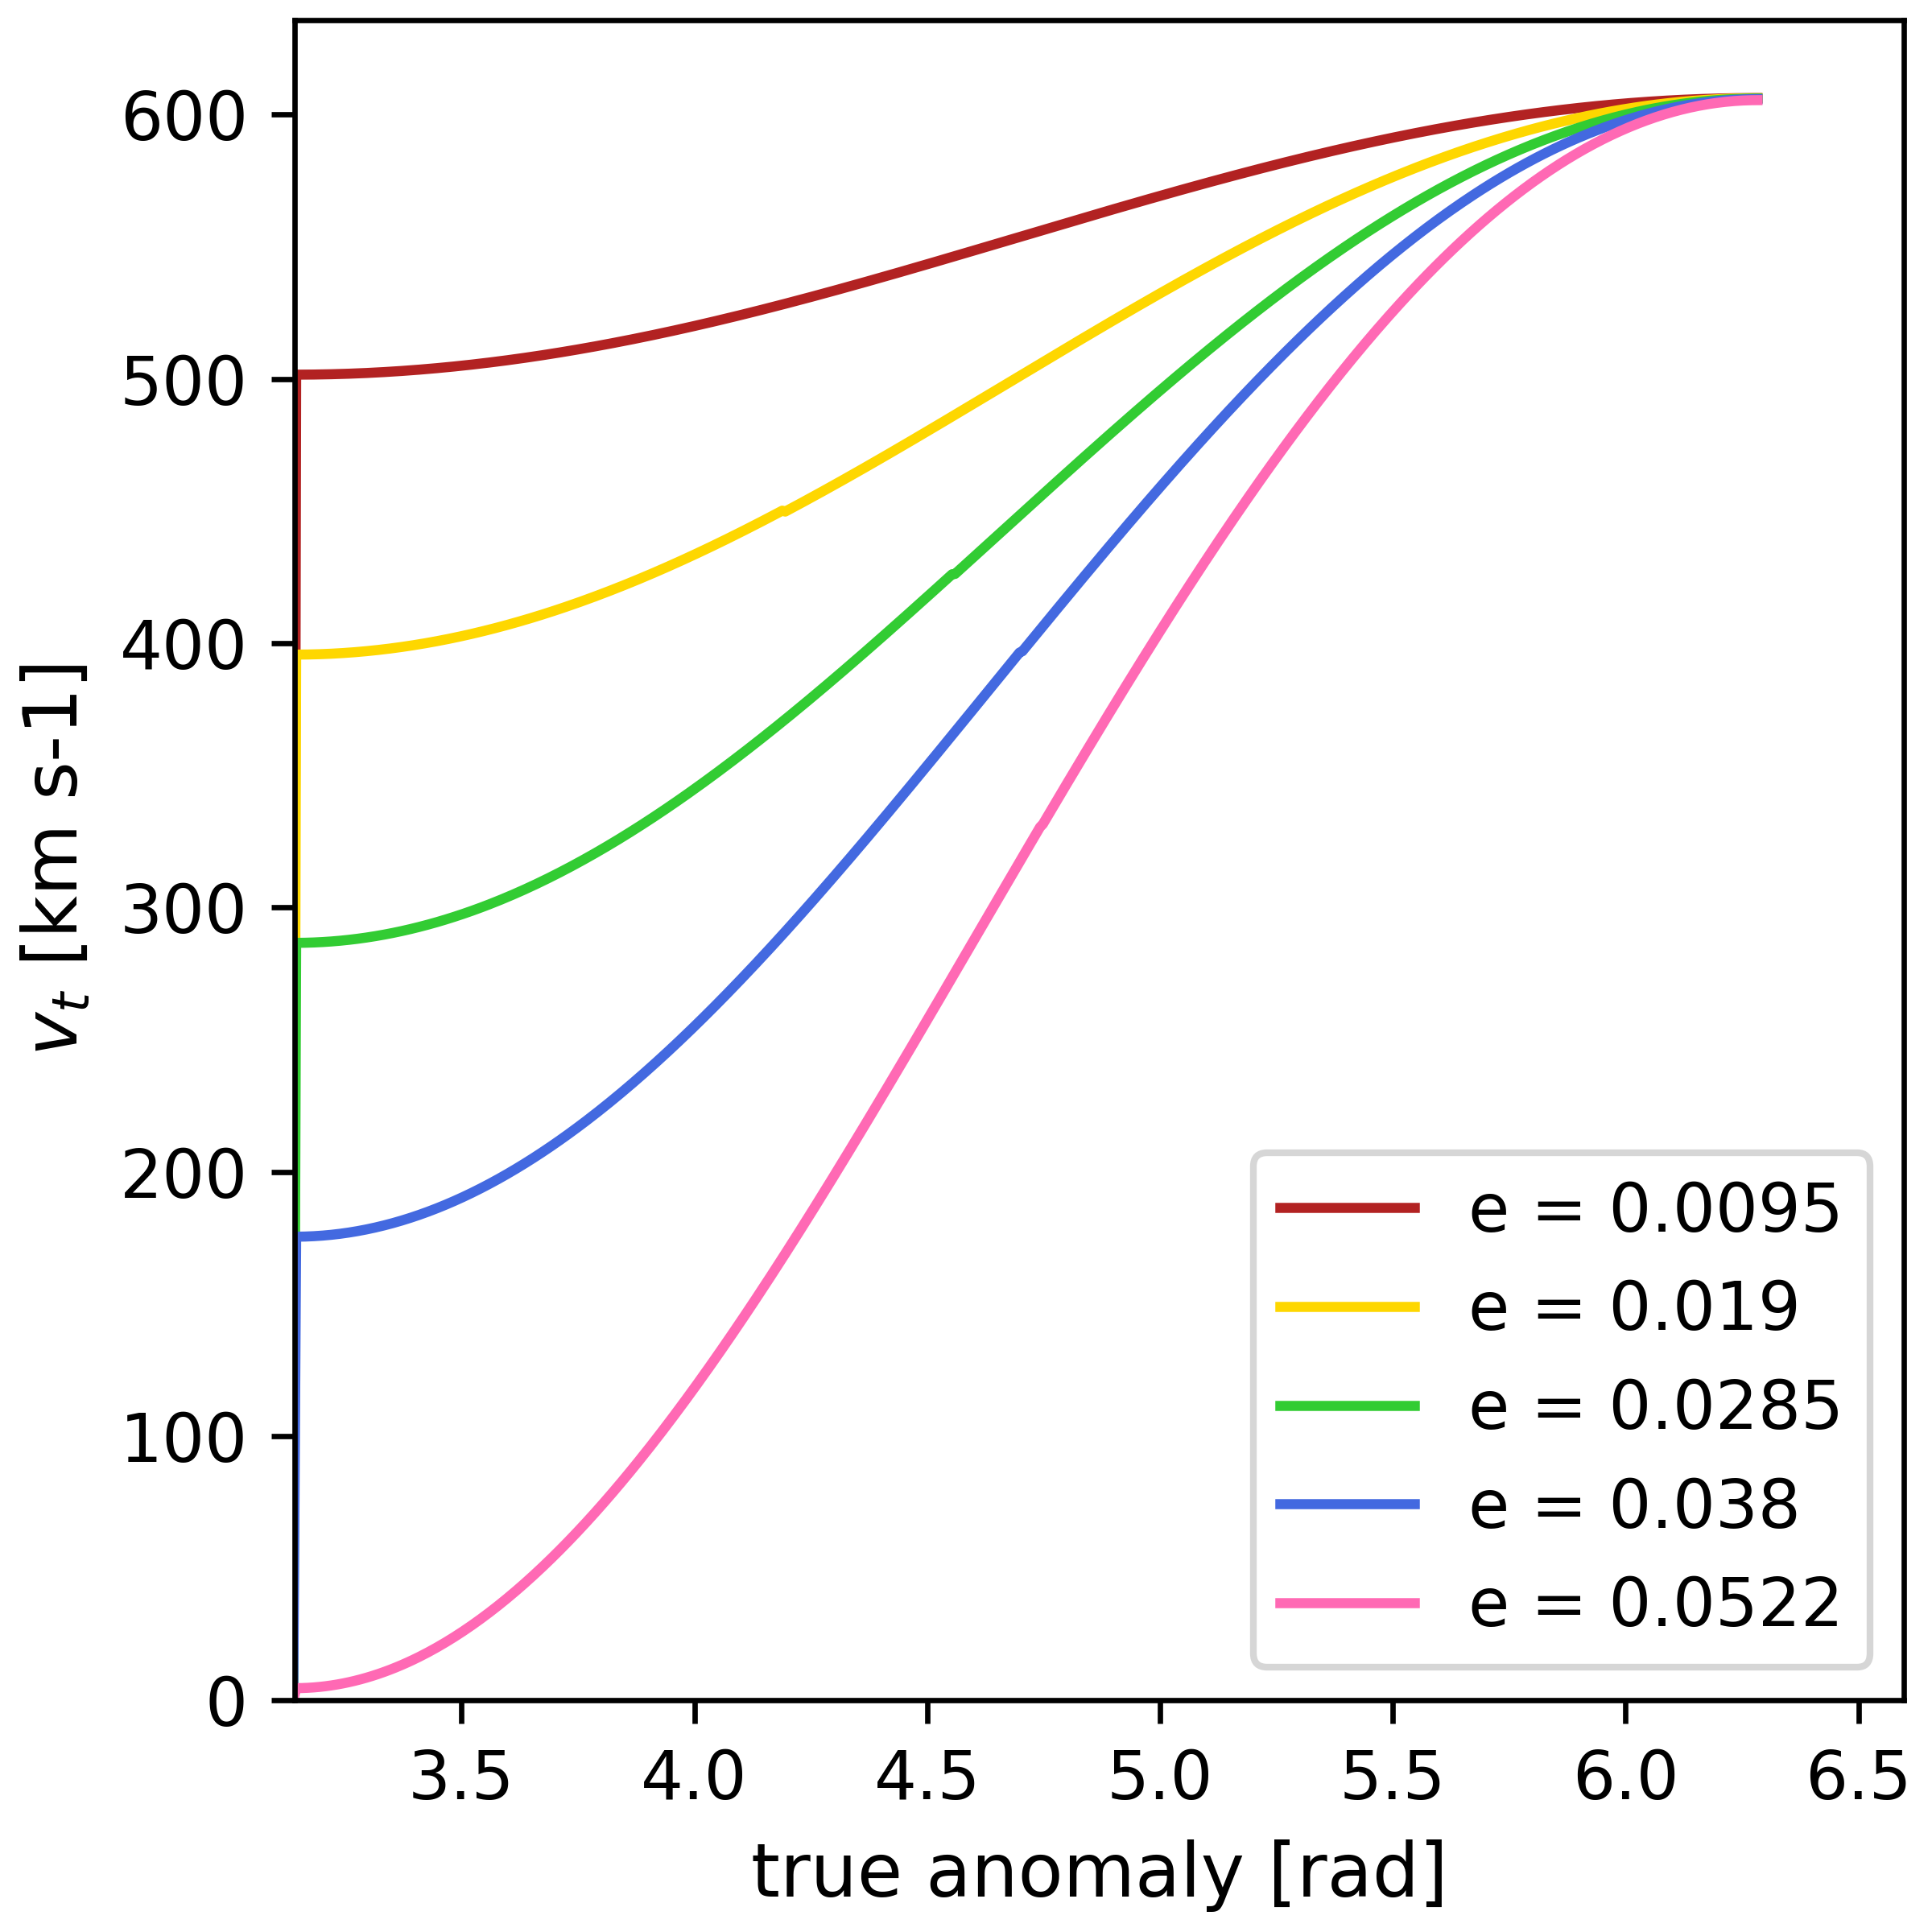 600
500
400
300
200
100
0
v_t [km s-1]
3.5 4.0 4.5 5.0 5.5 6.0 6.5
true anomaly [rad]
e = 0.0095
e = 0.019
e = 0.0285
e = 0.038
e = 0.0522